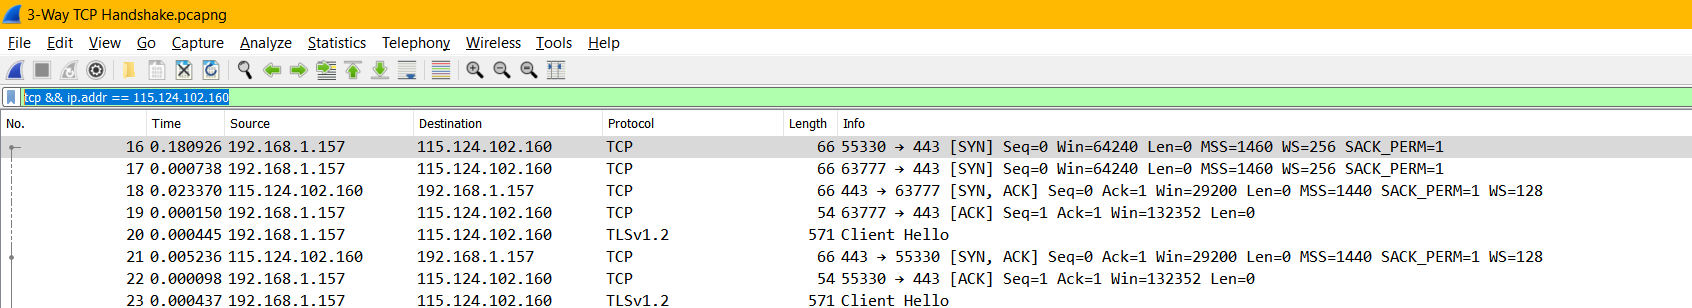 3-Way TCP Handshake.pcapng
File Edit View Go Capture Analyze Statistics Telephony Wireless Tools Help
tcp && ip.addr == 115.124.102.160
No. Time Source Destination Protocol Length Info
16 0.180926 192.168.1.157 115.124.102.160 TCP 66 55330 → 443 [SYN] Seq=0 Win=64240 Len=0 MSS=1460 WS=256 SACK_PERM=1
17 0.000738 192.168.1.157 115.124.102.160 TCP 66 63777 → 443 [SYN] Seq=0 Win=64240 Len=0 MSS=1460 WS=256 SACK_PERM=1
18 0.023370 115.124.102.160 192.168.1.157 TCP 66 443 → 63777 [SYN, ACK] Seq=0 Ack=1 Win=29200 Len=0 MSS=1440 SACK_PERM=1 WS=128
19 0.000150 192.168.1.157 115.124.102.160 TCP 54 63777 → 443 [ACK] Seq=1 Ack=1 Win=132352 Len=0
20 0.000445 192.168.1.157 115.124.102.160 TLSv1.2 571 Client Hello
21 0.005236 115.124.102.160 192.168.1.157 TCP 66 443 → 55330 [SYN, ACK] Seq=0 Ack=1 Win=29200 Len=0 MSS=1440 SACK_PERM=1 WS=128
22 0.000098 192.168.1.157 115.124.102.160 TCP 54 55330 → 443 [ACK] Seq=1 Ack=1 Win=132352 Len=0
23 0.000437 192.168.1.157 115.124.102.160 TLSv1.2 571 Client Hello